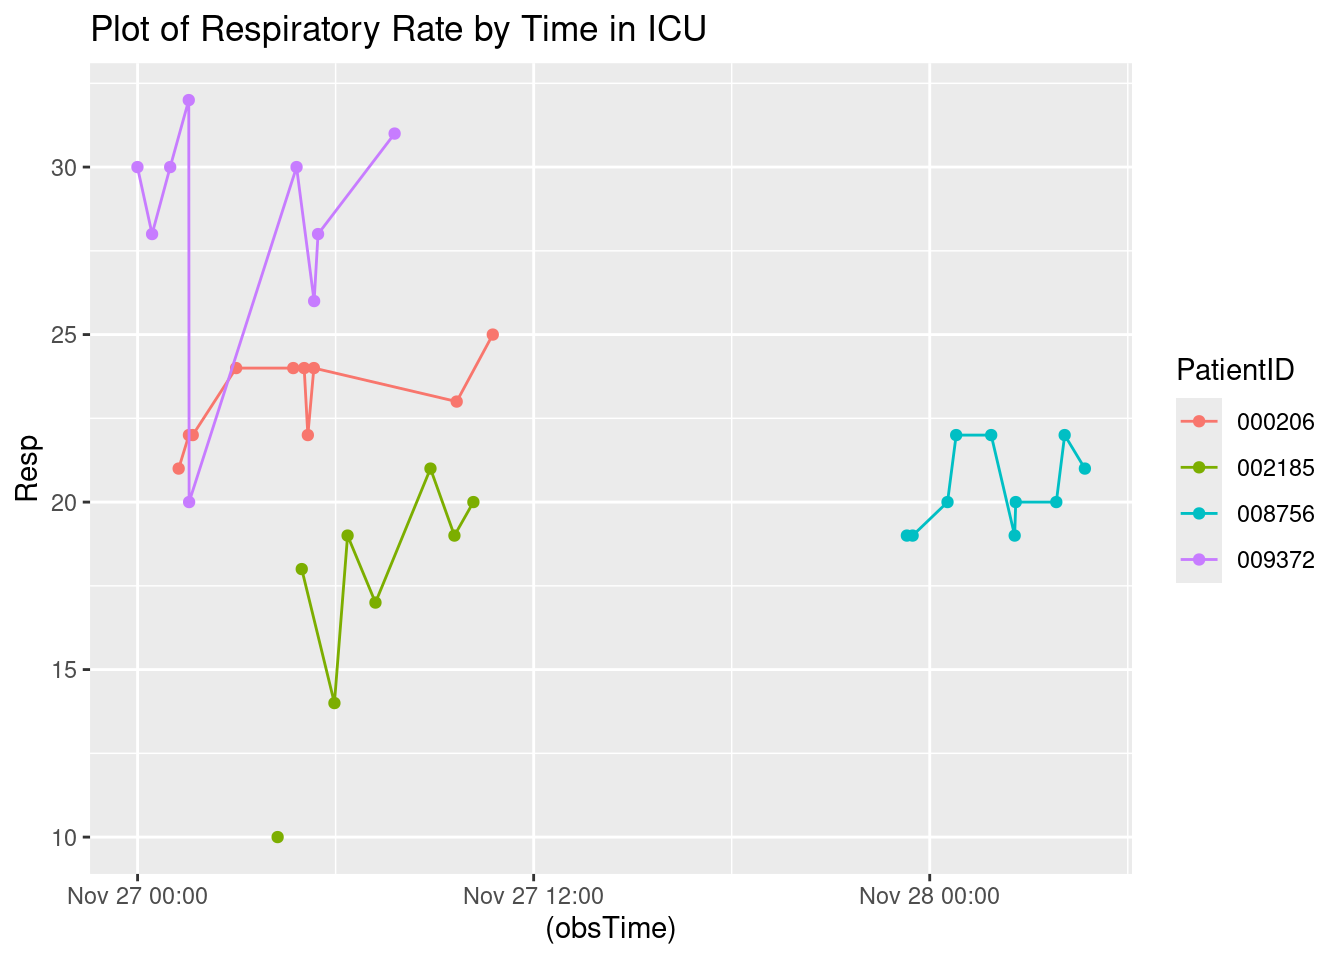 Plot of Respiratory Rate by Time in ICU
30
25
20
15
10
Resp
Nov 27 00:00
Nov 27 12:00
Nov 28 00:00
(obsTime)
PatientID
000206
002185
008756
009372